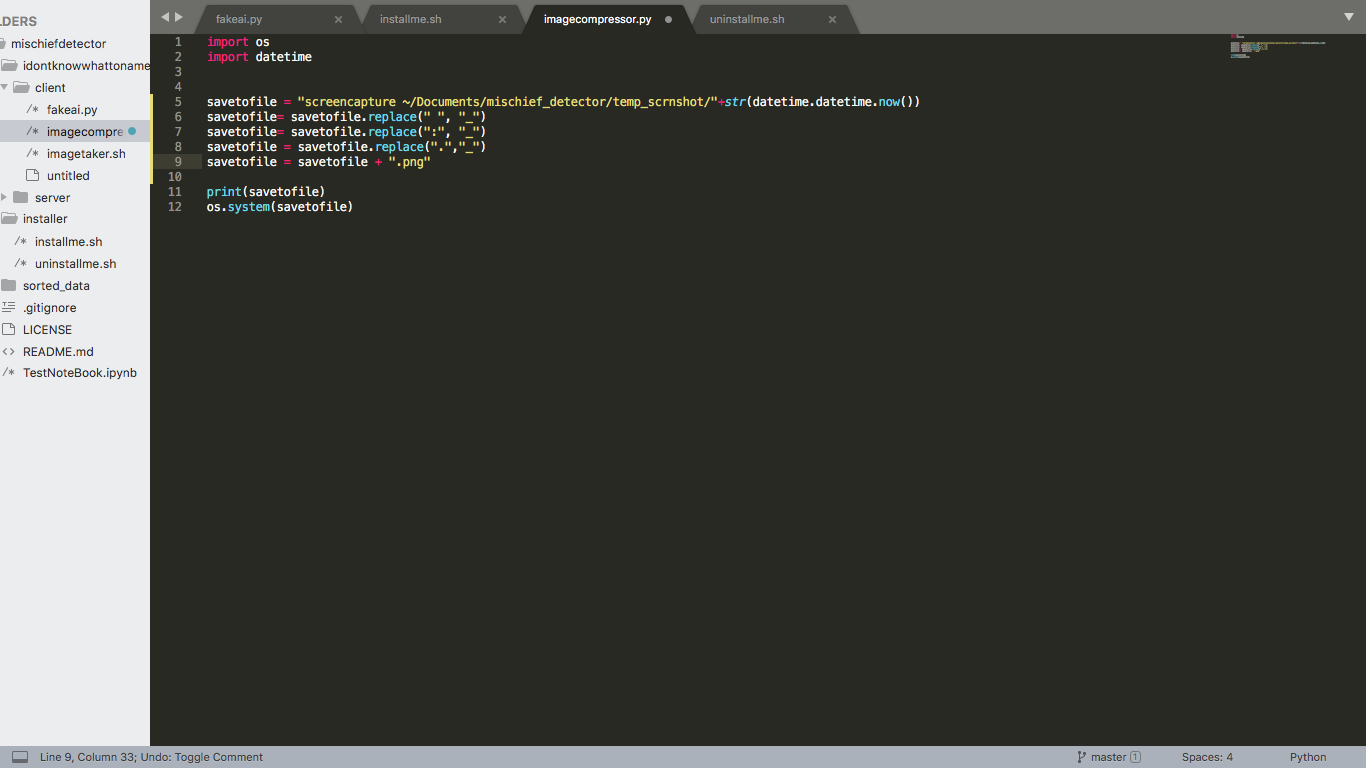 fakeai.py
installme.sh
imagecompressor.py
uninstallme.sh
LDERS
mischiefdetector
idontknowwhattoname
client
fakeai.py
imagecompre
imagetaker.sh
untitled
server
installer
installme.sh
uninstallme.sh
sorted_data
.gitignore
LICENSE
README.md
TestNoteBook.ipynb
1 import os
2 import datetime
3
4
5 savetofile = "screencapture ~/Documents/mischief_detector/temp_scrnshot/"+str(datetime.datetime.now())
6 savetofile= savetofile.replace(" ", "_")
7 savetofile= savetofile.replace(":", "_")
8 savetofile = savetofile.replace(".","_")
9 savetofile = savetofile + ".png"
10
11 print(savetofile)
12 os.system(savetofile)
Line 9, Column 33; Undo: Toggle Comment
master 1
Spaces: 4
Python